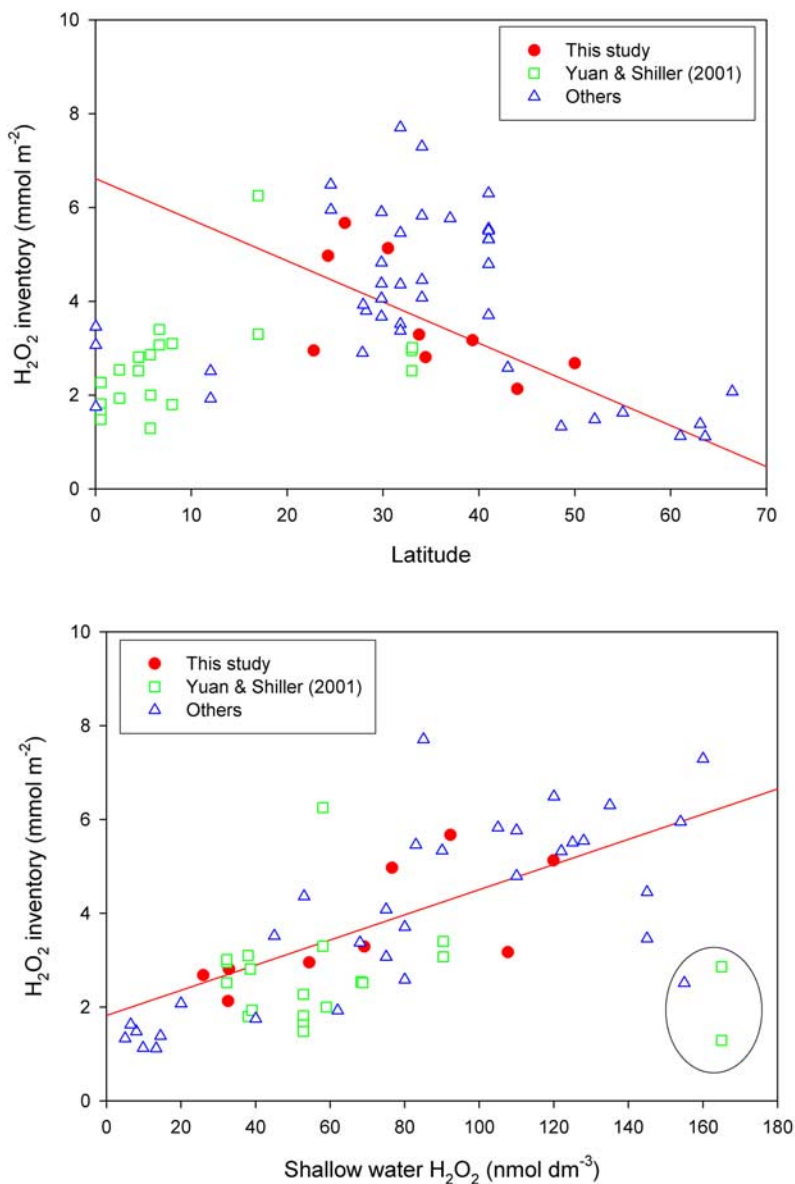 10
8
6
4
2
0
H₂O₂ inventory (mmol m⁻²)
This study
Yuan & Shiller (2001)
Others
0 10 20 30 40 50 60 70
Latitude
10
8
6
4
2
0
H₂O₂ inventory (mmol m⁻²)
This study
Yuan & Shiller (2001)
Others
0 20 40 60 80 100 120 140 160 180
Shallow water H₂O₂ (nmol dm⁻³)